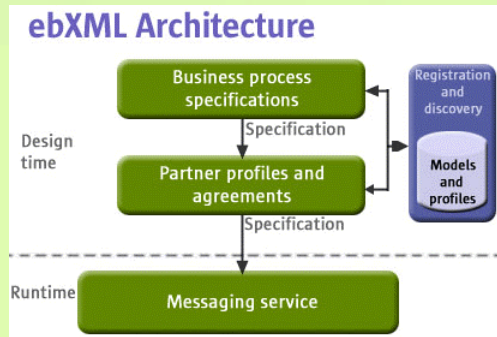 ebXML Architecture
Business process
specifications
Registration
and
discovery
Specification
Design
time
Models
and
profiles
Partner profiles and
agreements
Specification
Runtime
Messaging service